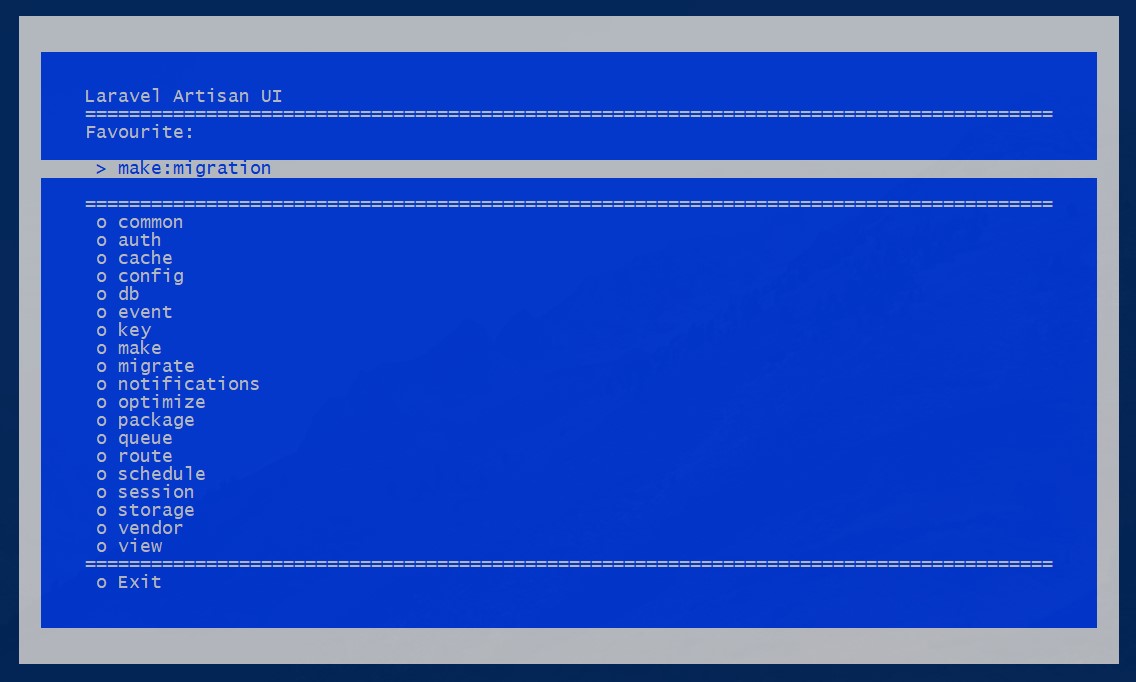 Laravel Artisan UI
========================================================================================
Favourite:
> make:migration
========================================================================================
o common
o auth
o cache
o config
o db
o event
o key
o make
o migrate
o notifications
o optimize
o package
o queue
o route
o schedule
o session
o storage
o vendor
o view
========================================================================================
o Exit